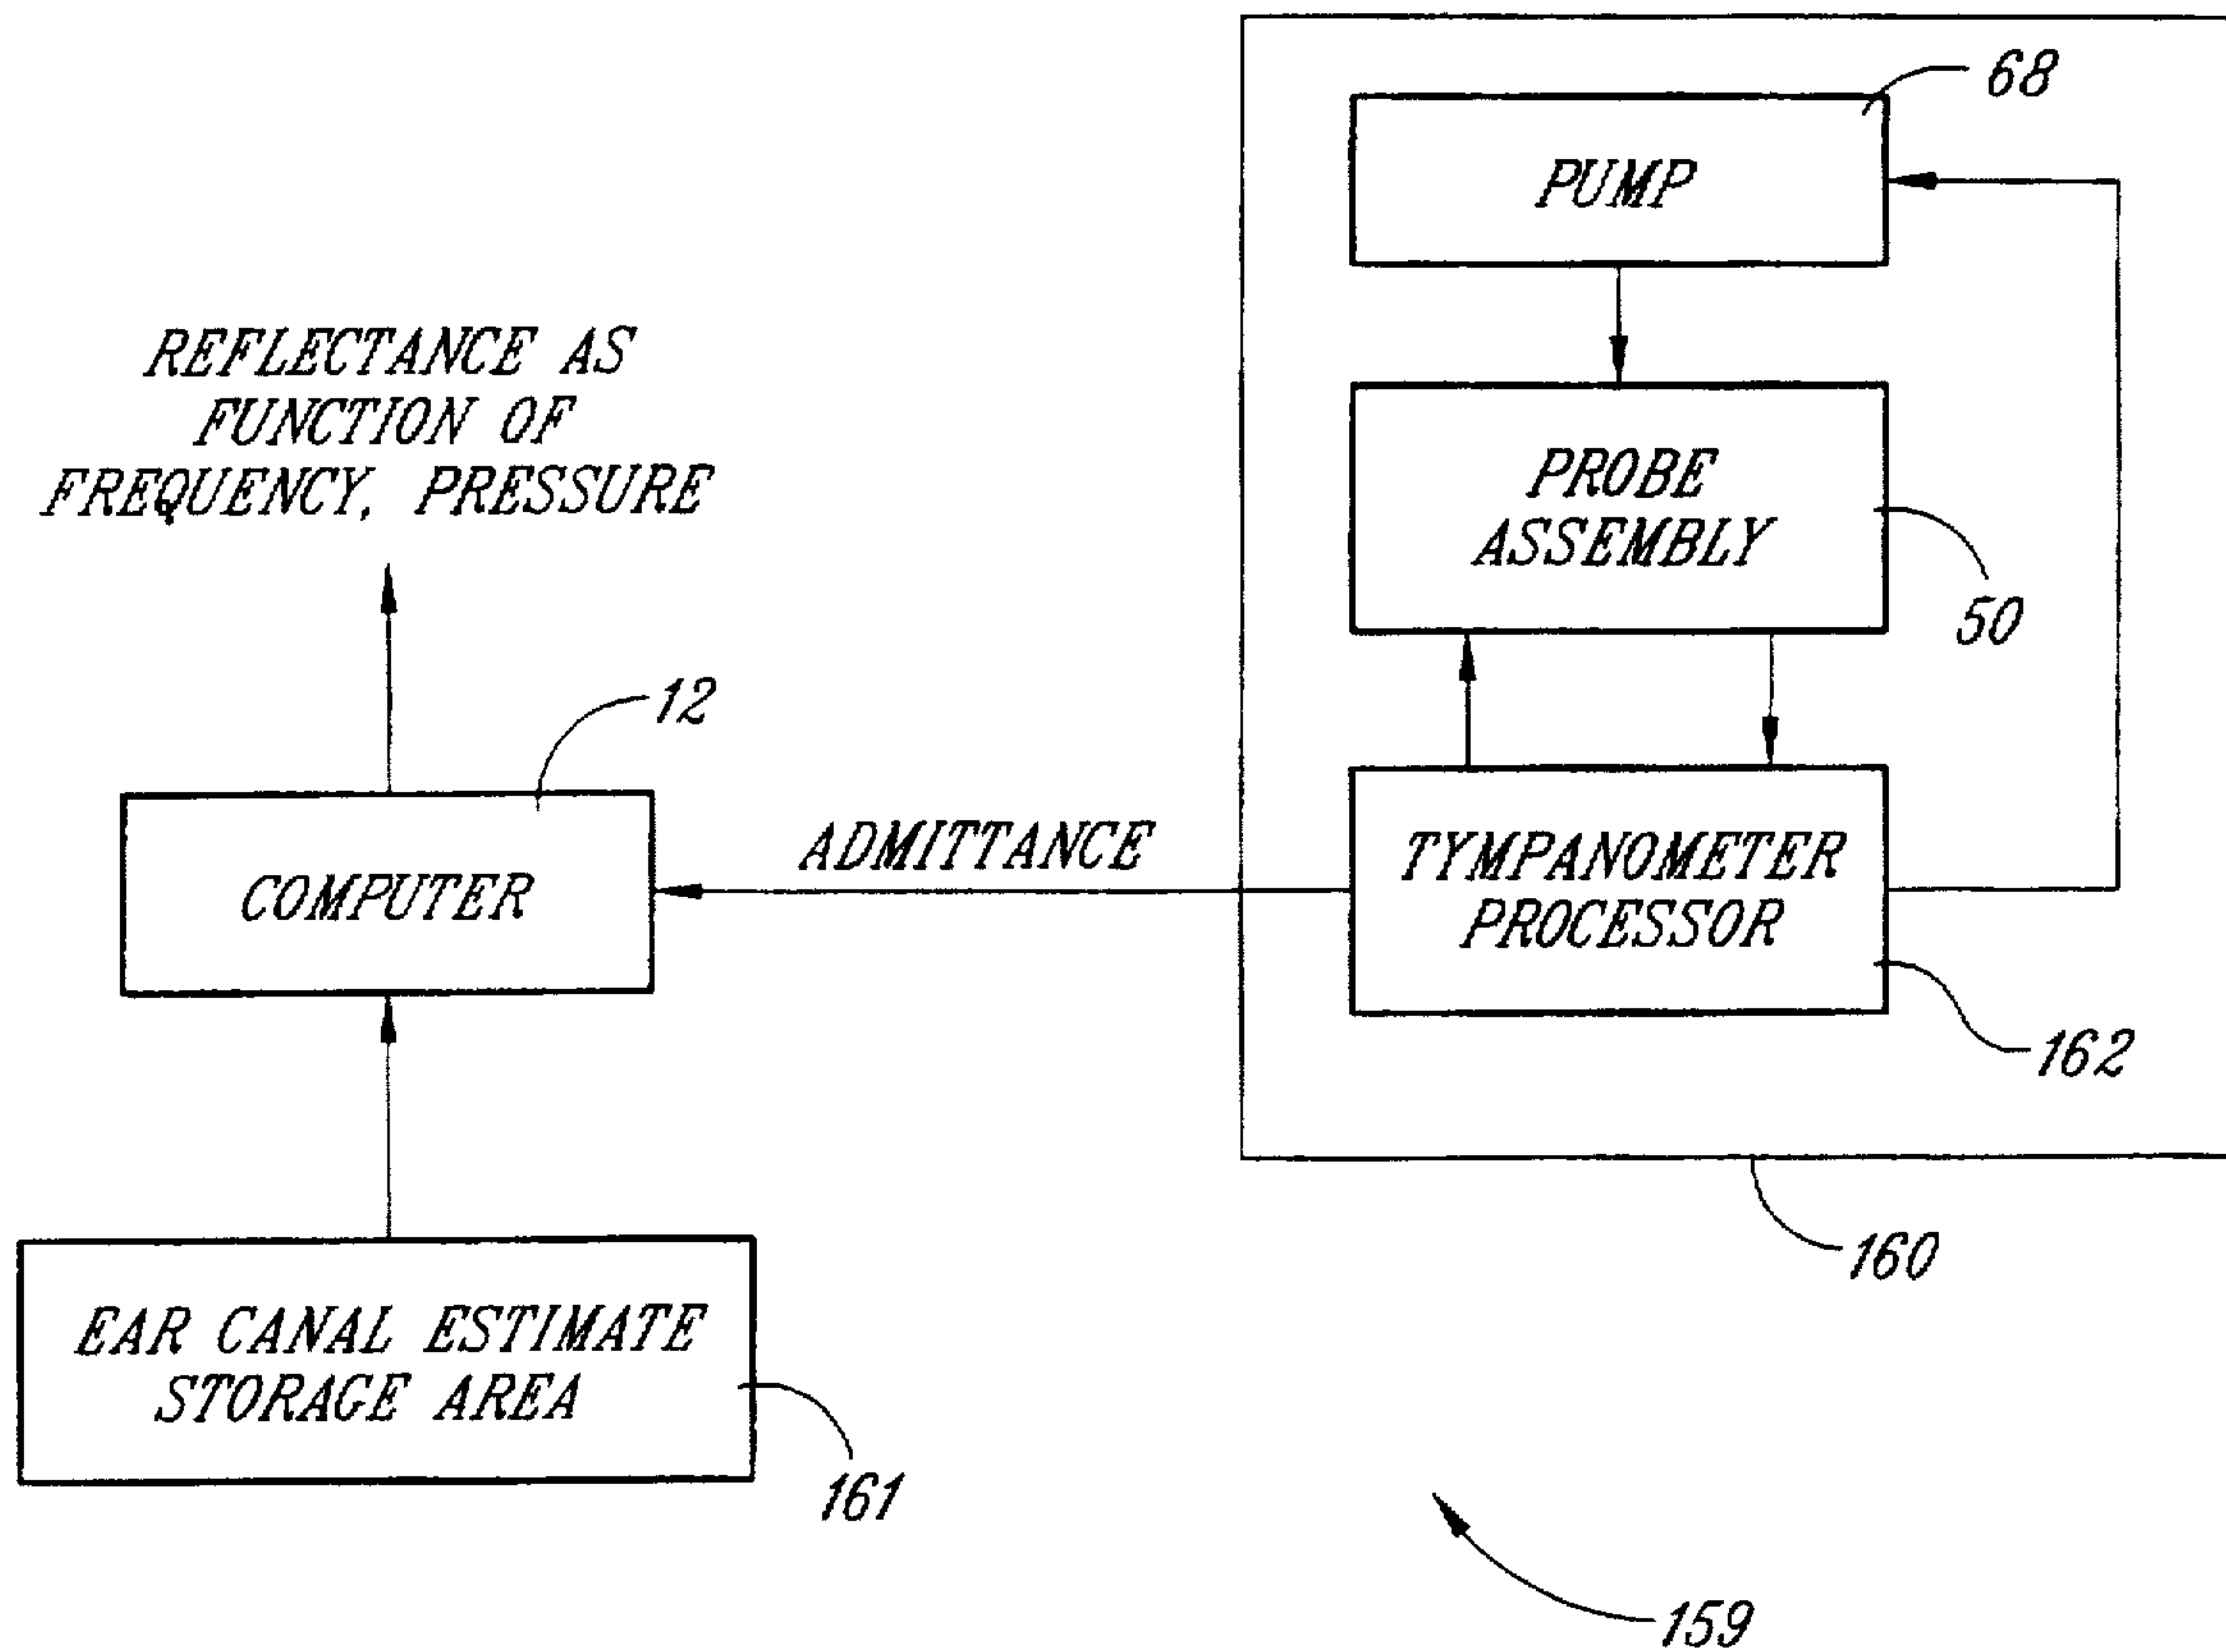 68
PUMP
REFLECTANCE AS
FUNCTION OF
FREQUENCY, PRESSURE
PROBE
ASSEMBLY
50
12
COMPUTER
ADMITTANCE
TYMPANOMETER
PROCESSOR
162
160
EAR CANAL ESTIMATE
STORAGE AREA
161
159